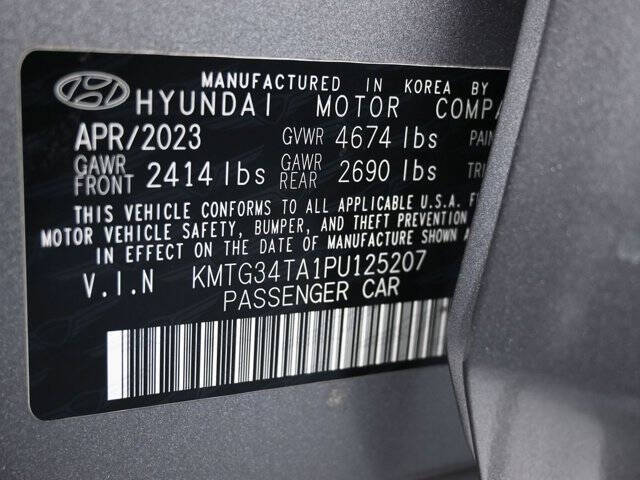 MANUFACTURED IN KOREA BY
HYUNDAI MOTOR
APR/2023 GVWR 4674 lbs
GAWR FRONT 2414 lbs GAWR REAR 2690 lbs
THIS VEHICLE CONFORMS TO ALL APPLICABLE U.S.A.
MOTOR VEHICLE SAFETY, BUMPER, AND THEFT PREVENTION
IN EFFECT ON THE DATE OF MANUFACTURE SHOWN
V.I.N KMTG34TA1PU125207
PASSENGER CAR